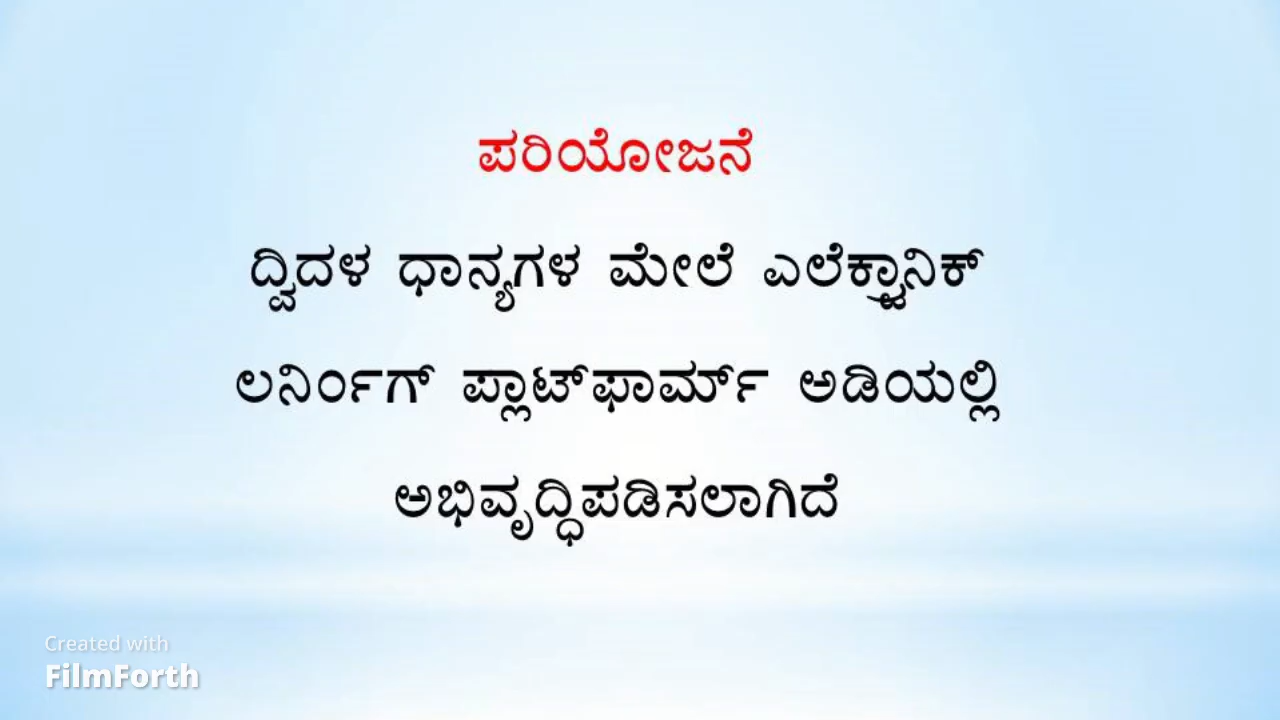 ಪರಿಯೋಜನೆ
ದ್ವಿದಳ ಧಾನ್ಯಗಳ ಮೇಲೆ ಎಲೆಕ್ಟ್ರಾನಿಕ್
ಲರ್ನಿಂಗ್ ಪ್ಲಾಟ್‌ಫಾರ್ಮ್ ಅಡಿಯಲ್ಲಿ
ಅಭಿವೃದ್ಧಿಪಡಿಸಲಾಗಿದೆ
Created with
FilmForth